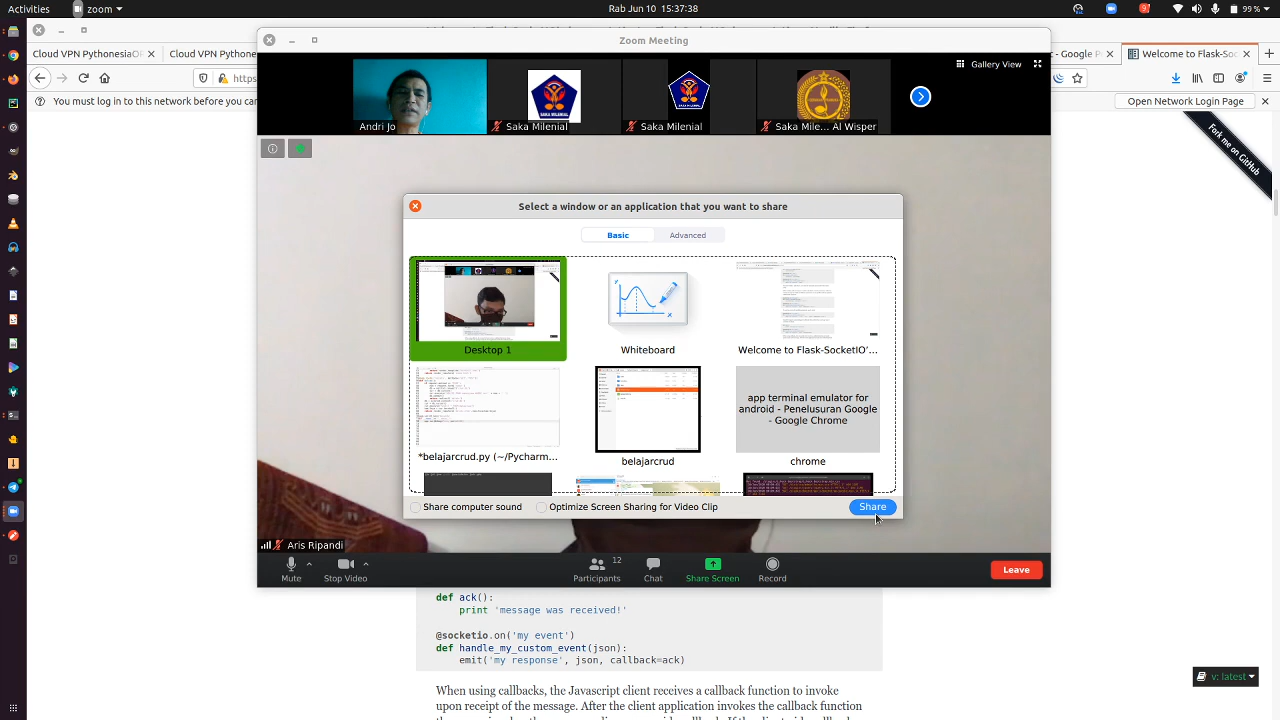 Activities
zoom
Rab Jun 10 15:37:38
9
99 %
Cloud VPN PythonesiaO
Cloud VPN Pythone
Zoom Meeting
- Google P
Welcome to Flask-Soc
https
You must log in to this network before you can
Open Network Login Page
Gallery View
Andri Jo
Saka Milenial
Saka Milenial
Saka Mile... Al Wisper
Fork me on GitHub
Select a window or an application that you want to share
Basic
Advanced
Desktop 1
Whiteboard
Welcome to Flask-SocketIO’...
*belajarcrud.py (~/Pycharm...
belajarcrud
app terminal emulator for
android - Penelusuran Google
- Google Chrome
chrome
Share computer sound
Optimize Screen Sharing for Video Clip
Share
Aris Ripandi
Mute
Stop Video
Participants
12
Chat
Share Screen
Record
Leave
def ack():
print 'message was received!'
@socketio.on('my event')
def handle_my_custom_event(json):
emit('my response', json, callback=ack)
When using callbacks, the Javascript client receives a callback function to invoke
upon receipt of the message. After the client application invokes the callback function
v: latest